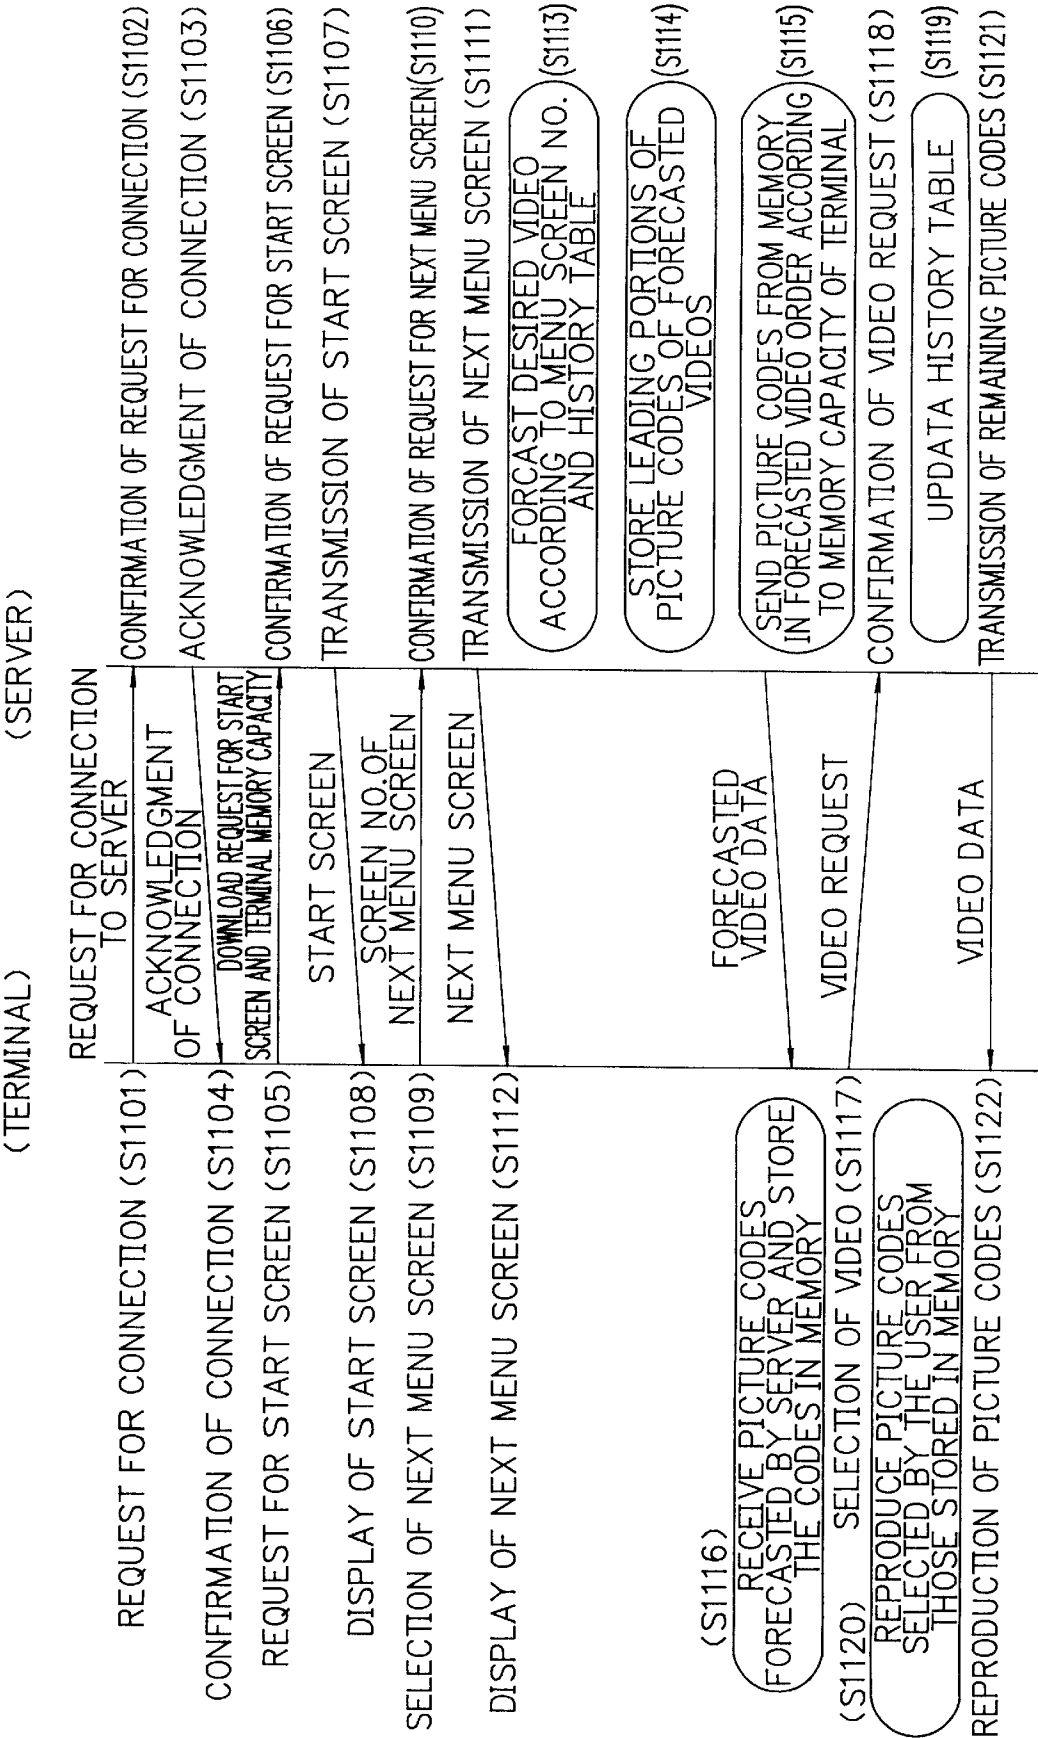 (TERMINAL)
(SERVER)
REQUEST FOR CONNECTION
TO SERVER
REQUEST FOR CONNECTION (S1101)
CONFIRMATION OF REQUEST FOR CONNECTION (S1102)
ACKNOWLEDGMENT
OF CONNECTION
ACKNOWLEDGMENT OF CONNECTION (S1103)
CONFIRMATION OF CONNECTION (S1104)
DOWNLOAD REQUEST FOR START
SCREEN AND TERMINAL MEMORY CAPACITY
REQUEST FOR START SCREEN (S1105)
CONFIRMATION OF REQUEST FOR START SCREEN (S1106)
START SCREEN
TRANSMISSION OF START SCREEN (S1107)
DISPLAY OF START SCREEN (S1108)
SCREEN NO.OF
NEXT MENU SCREEN
SELECTION OF NEXT MENU SCREEN (S1109)
CONFIRMATION OF REQUEST FOR NEXT MENU SCREEN(S1110)
NEXT MENU SCREEN
TRANSMISSION OF NEXT MENU SCREEN (S1111)
DISPLAY OF NEXT MENU SCREEN (S1112)
FORCAST DESIRED VIDEO
ACCORDING TO MENU SCREEN NO.
AND HISTORY TABLE
(S1113)
STORE LEADING PORTIONS OF
PICTURE CODES OF FORECASTED
VIDEOS
(S1114)
SEND PICTURE CODES FROM MEMORY
IN FORECASTED VIDEO ORDER ACCORDING
TO MEMORY CAPACITY OF TERMINAL
(S1115)
FORECASTED
VIDEO DATA
(S1116)
RECEIVE PICTURE CODES
FORECASTED BY SERVER AND STORE
THE CODES IN MEMORY
VIDEO REQUEST
SELECTION OF VIDEO (S1117)
CONFIRMATION OF VIDEO REQUEST (S1118)
UPDATA HISTORY TABLE
(S1119)
(S1120)
REPRODUCE PICTURE CODES
SELECTED BY THE USER FROM
THOSE STORED IN MEMORY
VIDEO DATA
TRANSMISSION OF REMAINING PICTURE CODES (S1121)
REPRODUCTION OF PICTURE CODES (S1122)